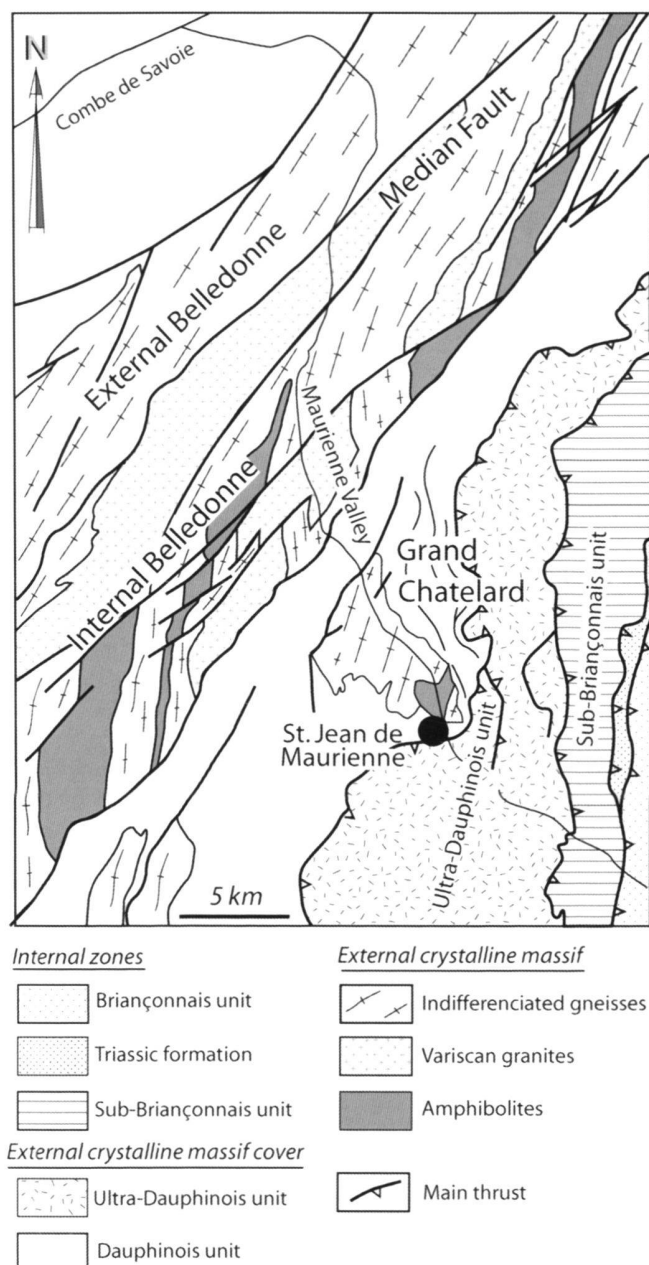 N
Combe de Savoie
Median Fault
External Belledonne
Maurienne Valley
Internal Belledonne
Grand
Chatelard
Sub-Briançonnais unit
St. Jean de
Maurienne
Ultra-Dauphinois unit
5 km
Internal zones
Briançonnais unit
Triassic formation
Sub-Briançonnais unit
External crystalline massif cover
Ultra-Dauphinois unit
Dauphinois unit
External crystalline massif
Indifferenciated gneisses
Variscan granites
Amphibolites
Main thrust